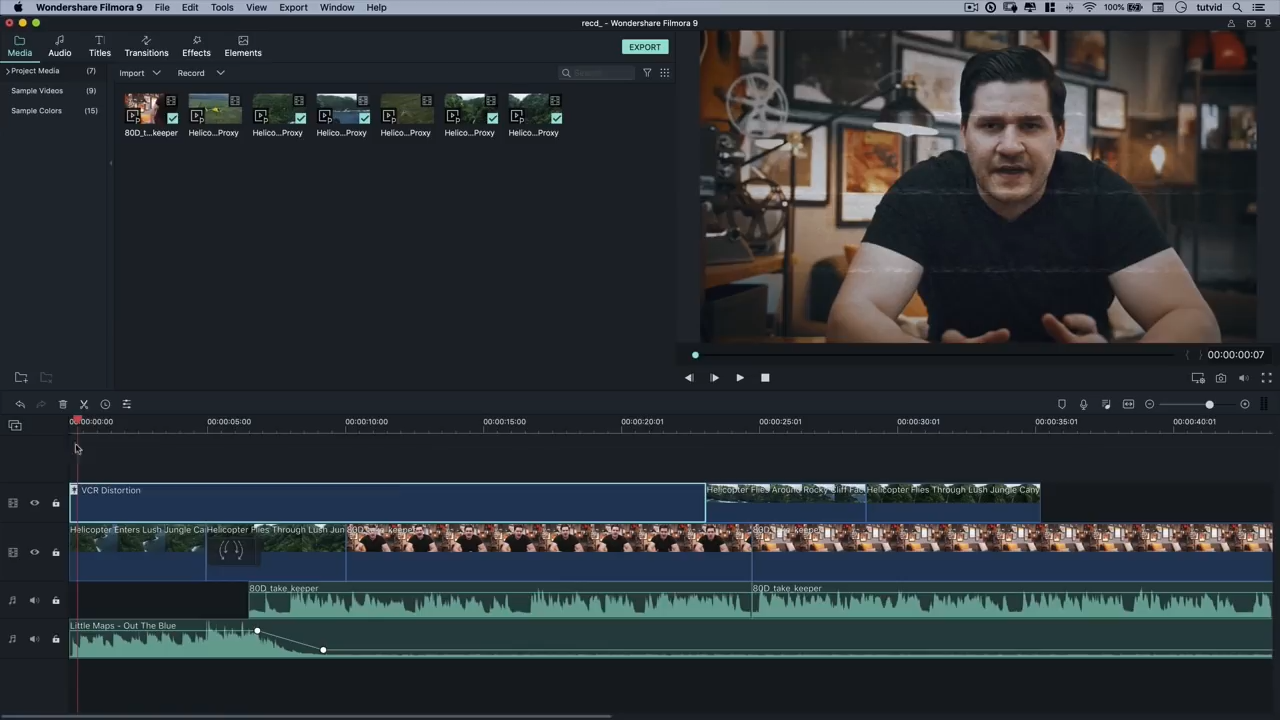 Wondershare Filmora 9 File Edit Tools View Export Window Help 100% tutvid
recd_ - Wondershare Filmora 9
Media Audio Titles Transitions Effects Elements EXPORT
Project Media (7)
Sample Videos (9)
Sample Colors (15)
Import Record Search
80D_t...keeper Helico...Proxy Helico...Proxy Helico...Proxy Helico...Proxy Helico...Proxy Helico...Proxy
00:00:00:07
00:00:00:00 00:00:05:00 00:00:10:00 00:00:15:00 00:00:20:01 00:00:25:01 00:00:30:01 00:00:35:01 00:00:40:01
VCR Distortion Helicopter Flies Around Rocky Cliff Fac Helicopter Flies Through Lush Jungle Cany
Helicopter Enters Lush Jungle Ca Helicopter Flies Through Lush Jun 80D_take_keeper 80D_take_keeper
80D_take_keeper 80D_take_keeper
Little Maps - Out The Blue